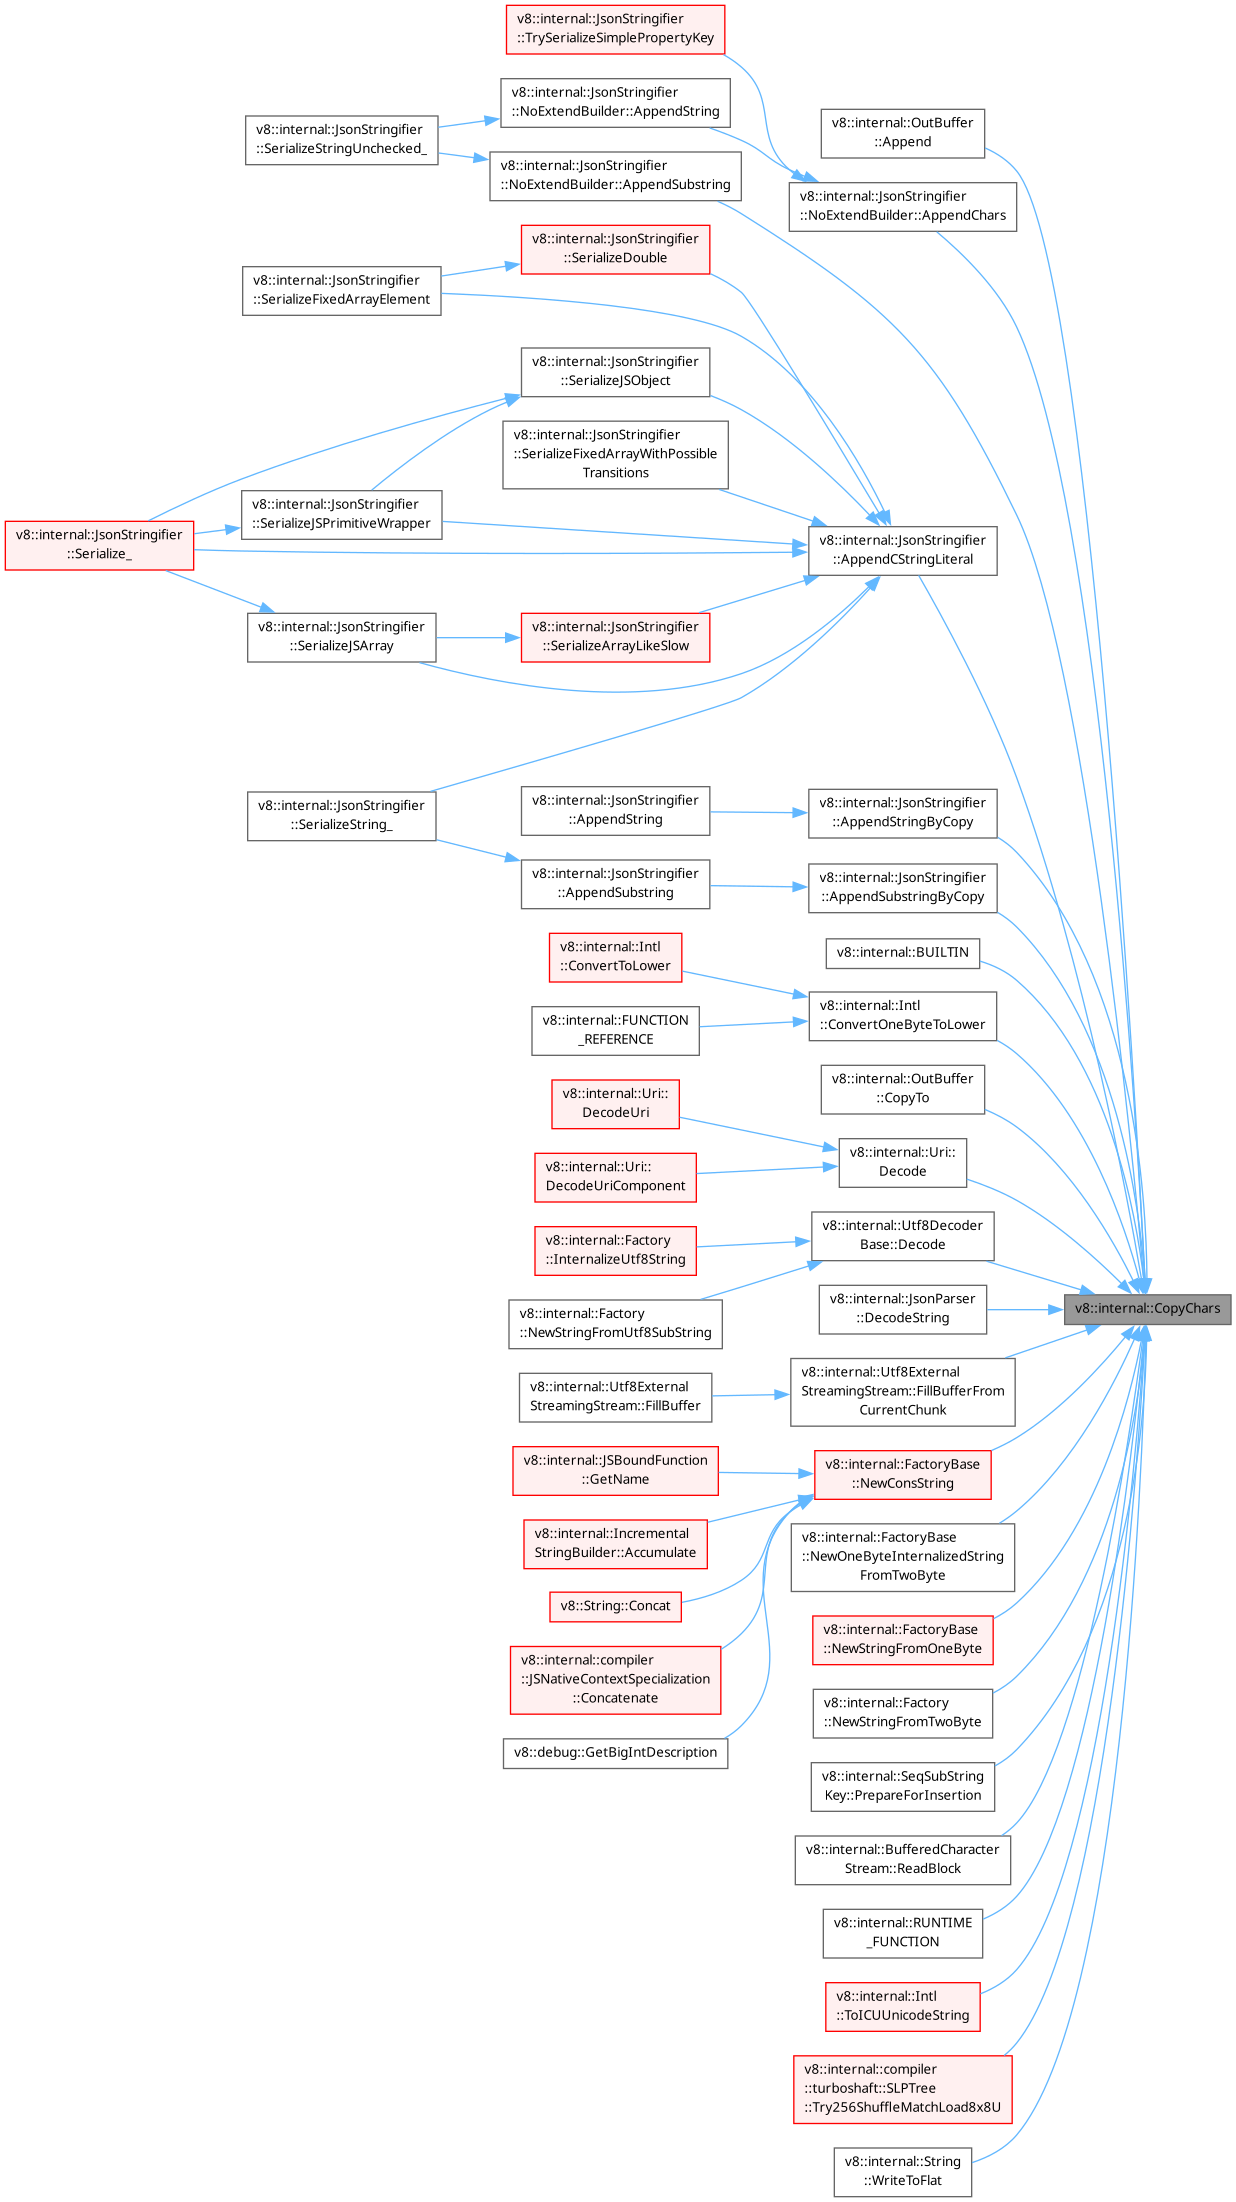 v8::internal::JsonStringifier
::TrySerializeSimplePropertyKey
v8::internal::JsonStringifier
::NoExtendBuilder::AppendString
v8::internal::OutBuffer
::Append
v8::internal::JsonStringifier
::SerializeStringUnchecked_
v8::internal::JsonStringifier
::NoExtendBuilder::AppendSubstring
v8::internal::JsonStringifier
::NoExtendBuilder::AppendChars
v8::internal::JsonStringifier
::SerializeDouble
v8::internal::JsonStringifier
::SerializeFixedArrayElement
v8::internal::JsonStringifier
::SerializeJSObject
v8::internal::JsonStringifier
::SerializeFixedArrayWithPossible
Transitions
v8::internal::JsonStringifier
::SerializeJSPrimitiveWrapper
v8::internal::JsonStringifier
::Serialize_
v8::internal::JsonStringifier
::AppendCStringLiteral
v8::internal::JsonStringifier
::SerializeJSArray
v8::internal::JsonStringifier
::SerializeArrayLikeSlow
v8::internal::JsonStringifier
::SerializeString_
v8::internal::JsonStringifier
::AppendString
v8::internal::JsonStringifier
::AppendStringByCopy
v8::internal::JsonStringifier
::AppendSubstring
v8::internal::JsonStringifier
::AppendSubstringByCopy
v8::internal::Intl
::ConvertToLower
v8::internal::BUILTIN
v8::internal::FUNCTION
_REFERENCE
v8::internal::Intl
::ConvertOneByteToLower
v8::internal::OutBuffer
::CopyTo
v8::internal::Uri::
DecodeUri
v8::internal::Uri::
Decode
v8::internal::Uri::
DecodeUriComponent
v8::internal::Utf8Decoder
Base::Decode
v8::internal::Factory
::InternalizeUtf8String
v8::internal::Factory
::NewStringFromUtf8SubString
v8::internal::JsonParser
::DecodeString
v8::internal::CopyChars
v8::internal::Utf8External
StreamingStream::FillBuffer
v8::internal::Utf8External
StreamingStream::FillBufferFrom
CurrentChunk
v8::internal::JSBoundFunction
::GetName
v8::internal::FactoryBase
::NewConsString
v8::internal::Incremental
StringBuilder::Accumulate
v8::internal::FactoryBase
::NewOneByteInternalizedString
FromTwoByte
v8::String::Concat
v8::internal::FactoryBase
::NewStringFromOneByte
v8::internal::compiler
::JSNativeContextSpecialization
::Concatenate
v8::internal::Factory
::NewStringFromTwoByte
v8::debug::GetBigIntDescription
v8::internal::SeqSubString
Key::PrepareForInsertion
v8::internal::BufferedCharacter
Stream::ReadBlock
v8::internal::RUNTIME
_FUNCTION
v8::internal::Intl
::ToICUUnicodeString
v8::internal::compiler
::turboshaft::SLPTree
::Try256ShuffleMatchLoad8x8U
v8::internal::String
::WriteToFlat